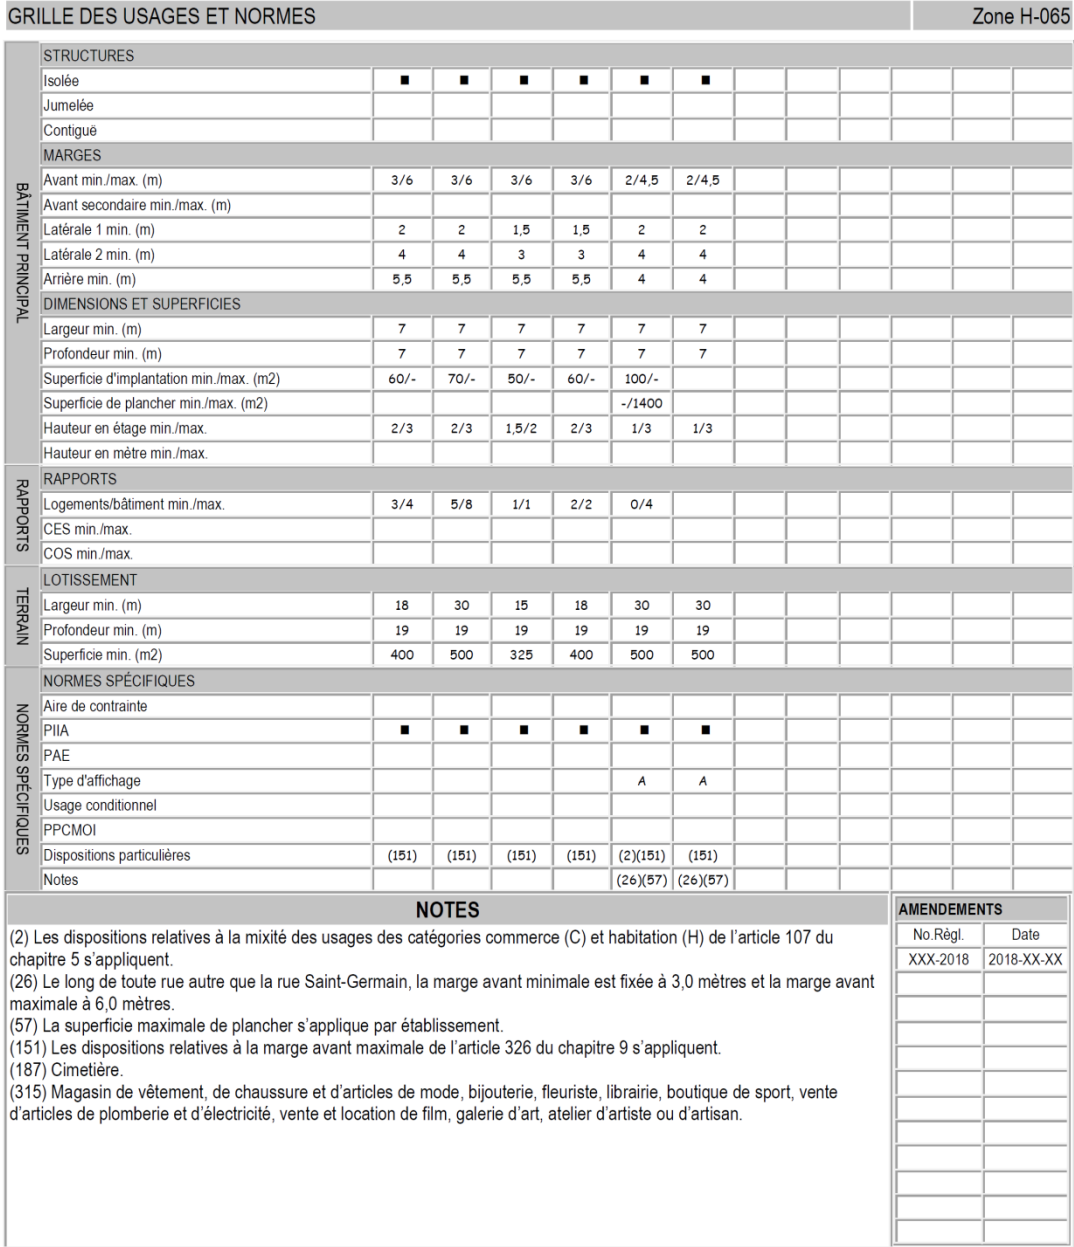 GRILLE DES USAGES ET NORMES Zone H-065
BÂTIMENT PRINCIPAL
STRUCTURES
Isolée ■ ■ ■ ■ ■ ■
Jumelée
Contiguë
MARGES
Avant min./max. (m) 3/6 3/6 3/6 3/6 2/4,5 2/4,5
Avant secondaire min./max. (m)
Latérale 1 min. (m) 2 2 1,5 1,5 2 2
Latérale 2 min. (m) 4 4 3 3 4 4
Arrière min. (m) 5,5 5,5 5,5 5,5 4 4
DIMENSIONS ET SUPERFICIES
Largeur min. (m) 7 7 7 7 7 7
Profondeur min. (m) 7 7 7 7 7 7
Superficie d'implantation min./max. (m2) 60/- 70/- 50/- 60/- 100/-
Superficie de plancher min./max. (m2) -/1400
Hauteur en étage min./max. 2/3 2/3 1,5/2 2/3 1/3 1/3
Hauteur en mètre min./max.
RAPPORTS
RAPPORTS
Logements/bâtiment min./max. 3/4 5/8 1/1 2/2 0/4
CES min./max.
COS min./max.
TERRAIN
LOTISSEMENT
Largeur min. (m) 18 30 15 18 30 30
Profondeur min. (m) 19 19 19 19 19 19
Superficie min. (m2) 400 500 325 400 500 500
NORMES SPÉCIFIQUES
NORMES SPÉCIFIQUES
Aire de contrainte
PIIA ■ ■ ■ ■ ■ ■
PAE
Type d'affichage A A
Usage conditionnel
PPCMOI
Dispositions particulières (151) (151) (151) (151) (2)(151) (151)
Notes (26)(57) (26)(57)
NOTES
(2) Les dispositions relatives à la mixité des usages des catégories commerce (C) et habitation (H) de l'article 107 du
chapitre 5 s'appliquent.
(26) Le long de toute rue autre que la rue Saint-Germain, la marge avant minimale est fixée à 3,0 mètres et la marge avant
maximale à 6,0 mètres.
(57) La superficie maximale de plancher s'applique par établissement.
(151) Les dispositions relatives à la marge avant maximale de l'article 326 du chapitre 9 s'appliquent.
(187) Cimetière.
(315) Magasin de vêtement, de chaussure et d'articles de mode, bijouterie, fleuriste, librairie, boutique de sport, vente
d'articles de plomberie et d'électricité, vente et location de film, galerie d'art, atelier d'artiste ou d'artisan.
AMENDEMENTS
No.Règl. Date
XXX-2018 2018-XX-XX